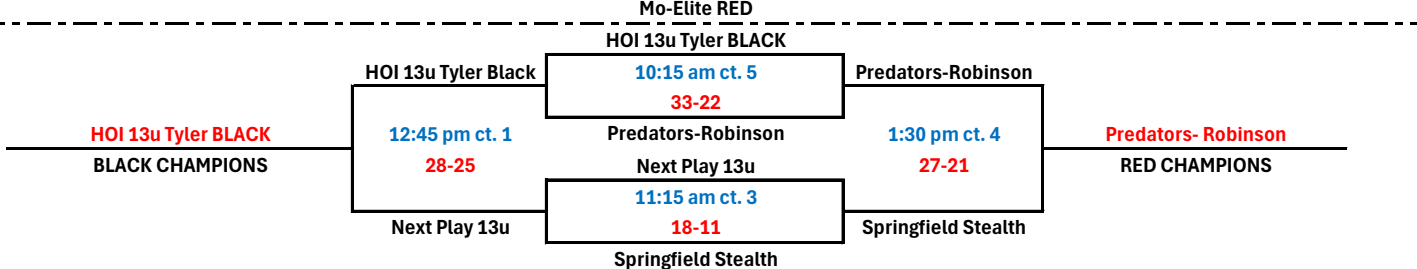 Mo-Elite RED
HOI 13u Tyler BLACK
HOI 13u Tyler Black
10:15 am ct. 5
Predators-Robinson
33-22
HOI 13u Tyler BLACK
12:45 pm ct. 1
Predators-Robinson
1:30 pm ct. 4
Predators- Robinson
BLACK CHAMPIONS
28-25
Next Play 13u
27-21
RED CHAMPIONS
11:15 am ct. 3
Next Play 13u
18-11
Springfield Stealth
Springfield Stealth